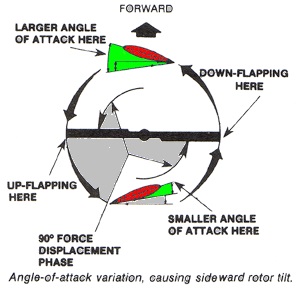 FORWARD
LARGER ANGLE
OF ATTACK HERE
DOWN-FLAPPING
HERE
UP-FLAPPING
HERE
SMALLER ANGLE
OF ATTACK HERE
90° FORCE
DISPLACEMENT
PHASE
Angle-of-attack variation, causing sideward rotor tilt.